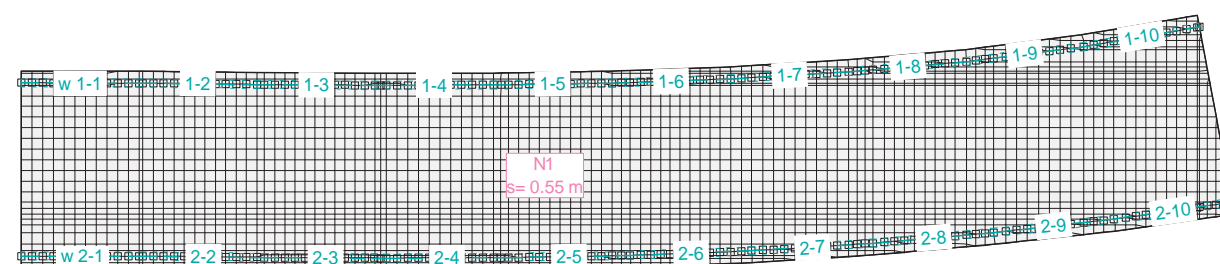 w 1-1 1-2 1-3 1-4 1-5 1-6 1-7 1-8 1-9 1-10
N1
s= 0.55 m
w 2-1 2-2 2-3 2-4 2-5 2-6 2-7 2-8 2-9 2-10